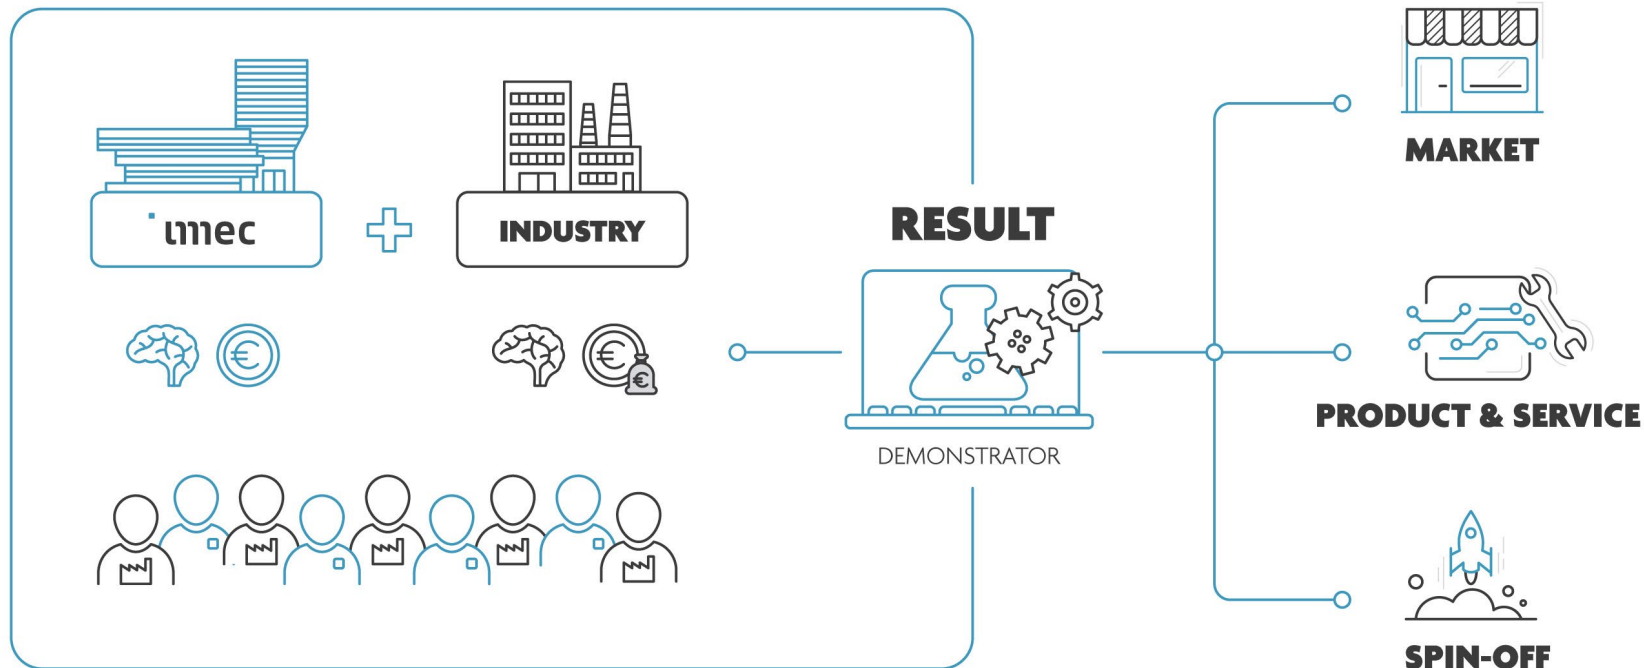 imec
INDUSTRY
€
€
€
RESULT
DEMONSTRATOR
MARKET
PRODUCT & SERVICE
SPIN-OFF